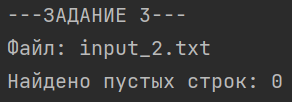 ---ЗАДАНИЕ 3---
Файл: input_2.txt
Найдено пустых строк: 0